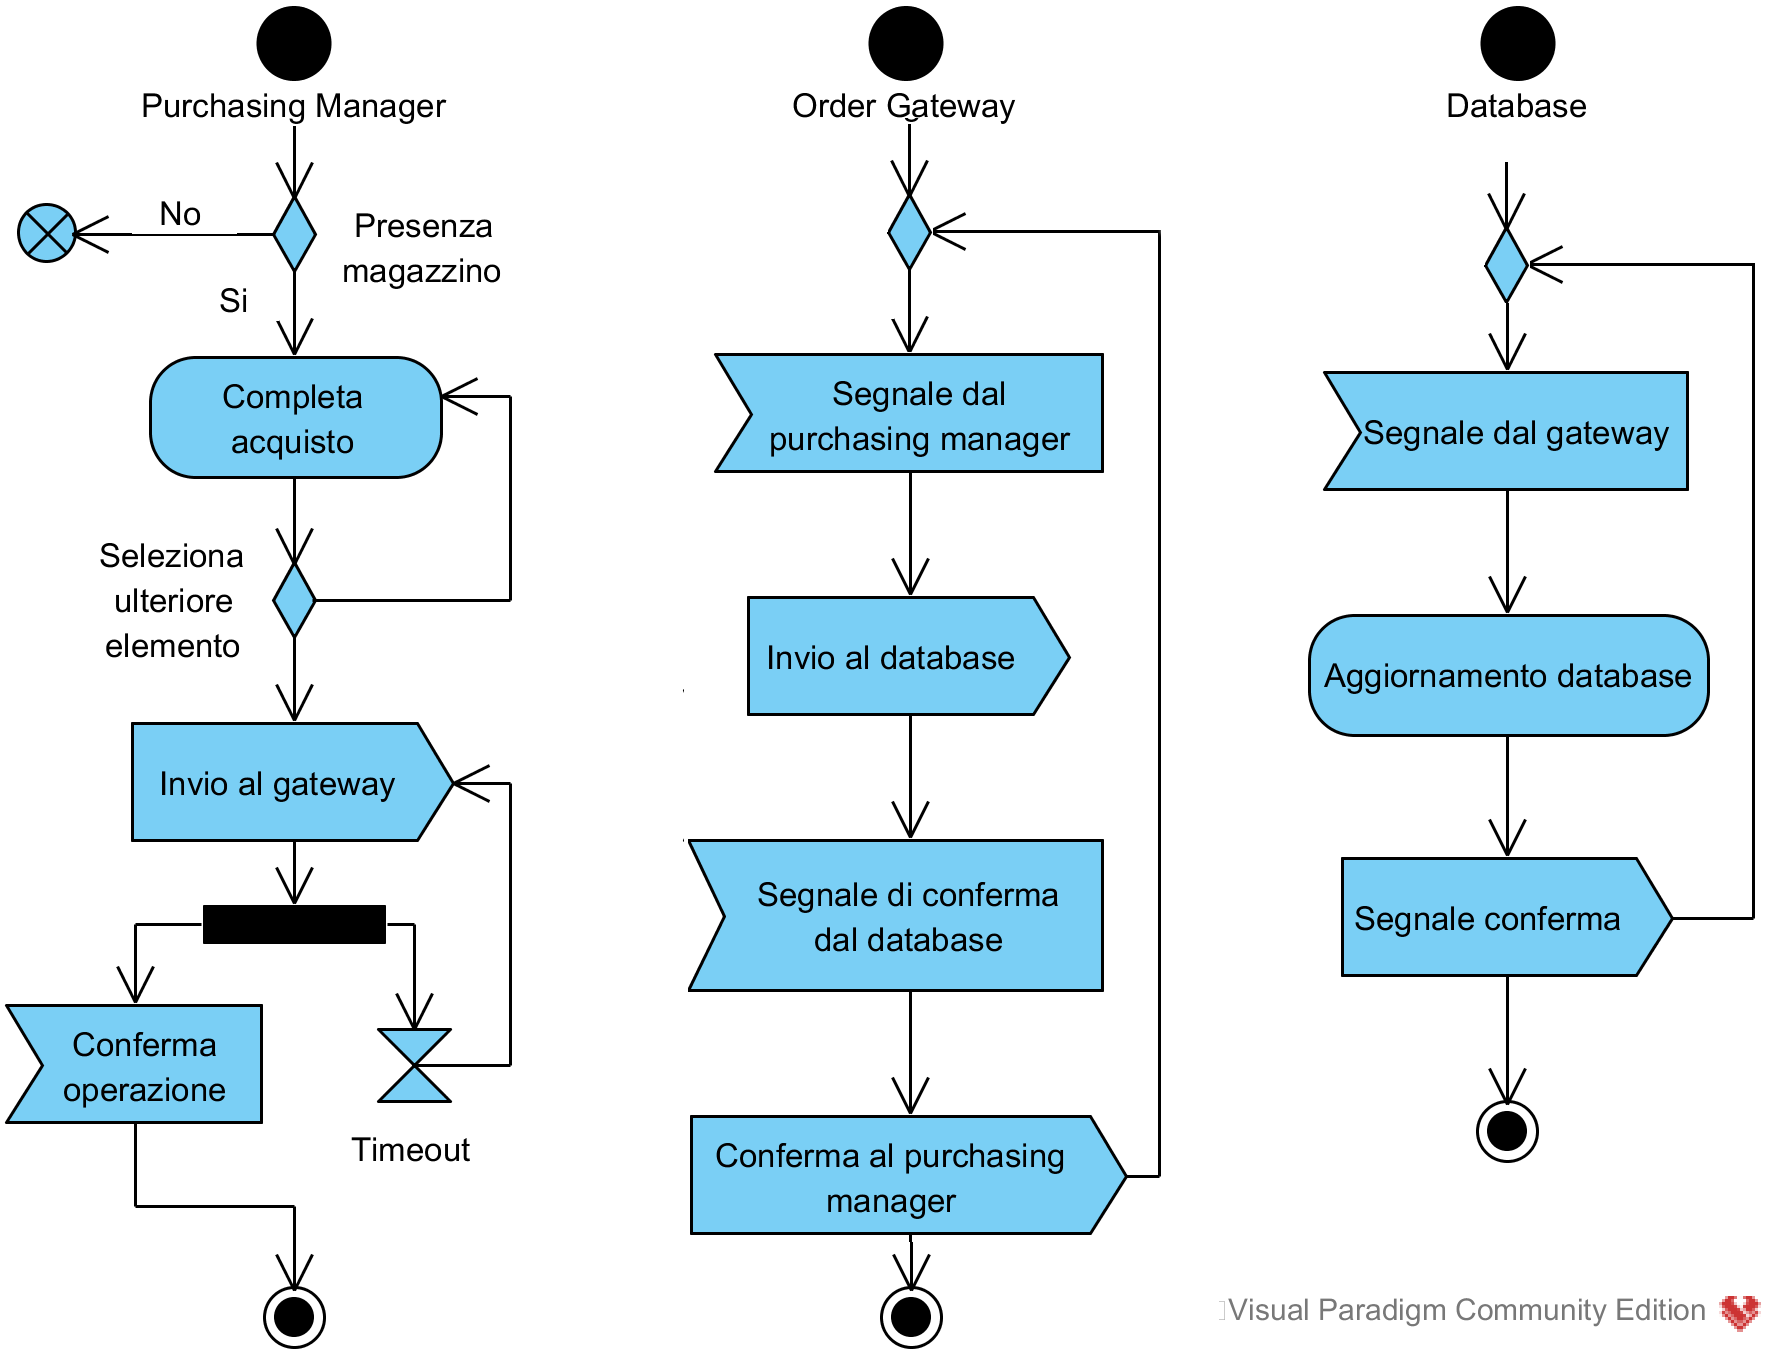 Purchasing Manager
No
Presenza
magazzino
Si
Completa
acquisto
Seleziona
ulteriore
elemento
Invio al gateway
Conferma
operazione
Timeout
Order Gateway
Segnale dal
purchasing manager
Invio al database
Segnale di conferma
dal database
Conferma al purchasing
manager
Database
Segnale dal gateway
Aggiornamento database
Segnale conferma
Visual Paradigm Community Edition